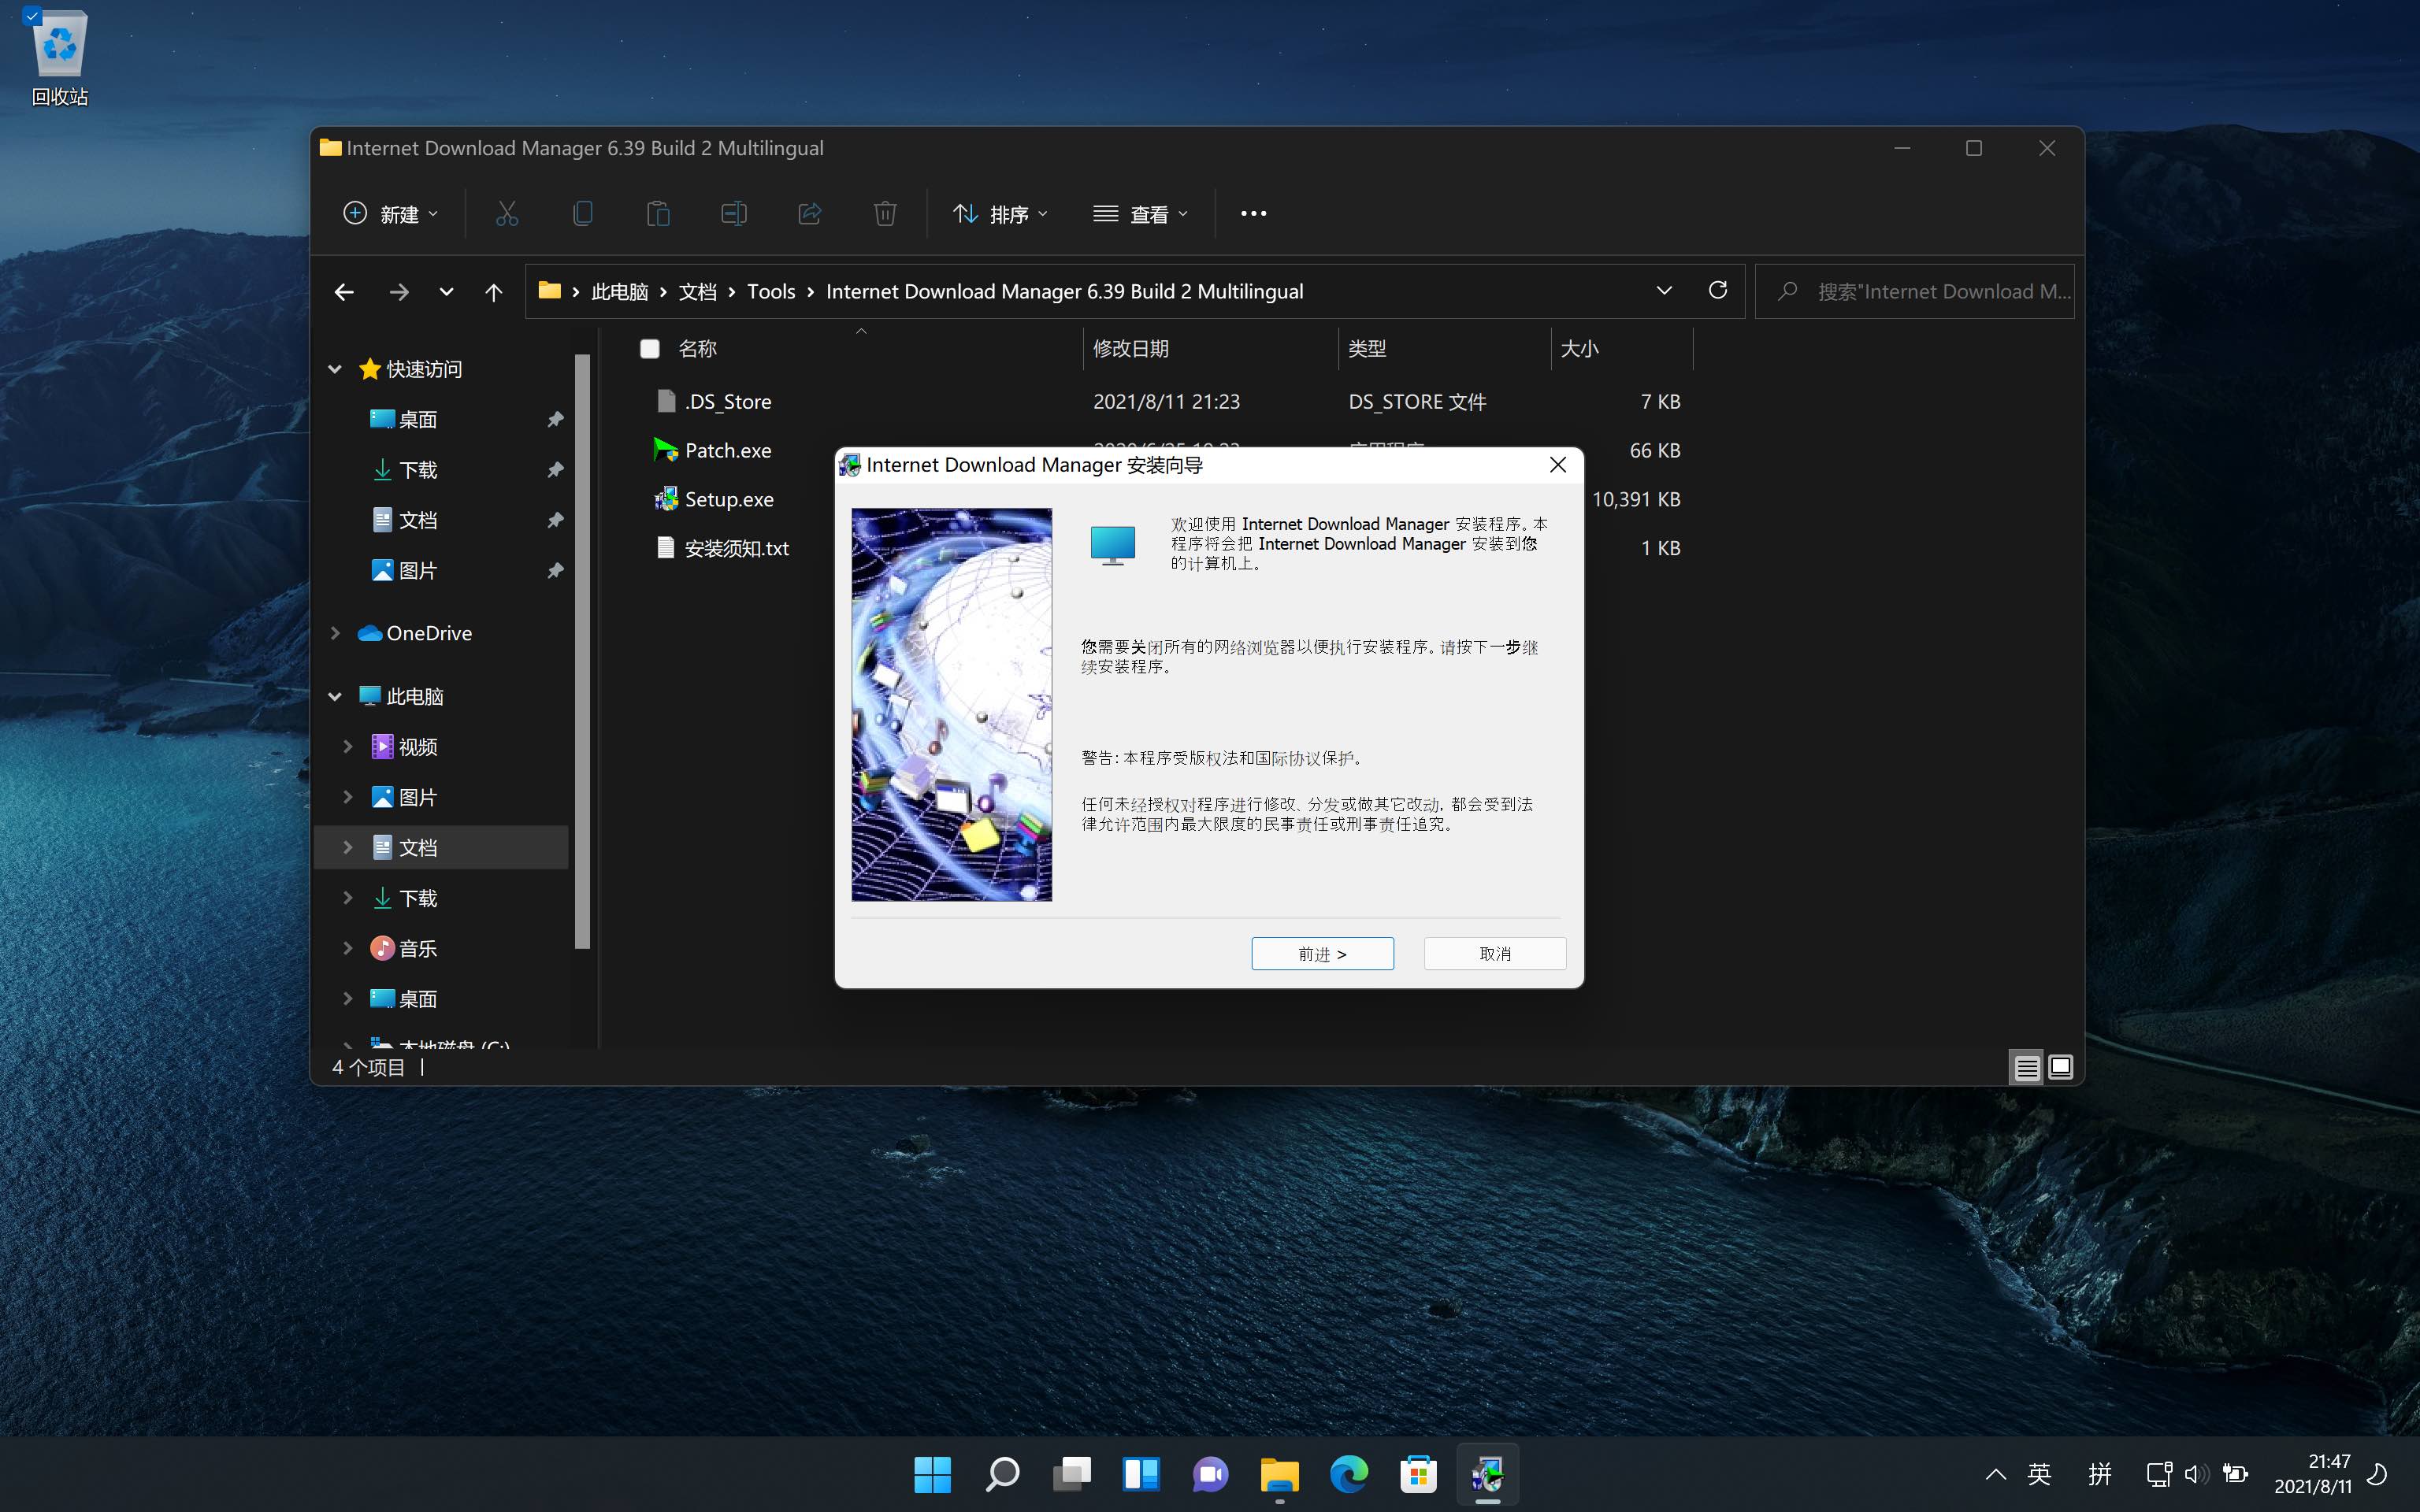 回收站
Internet Download Manager 6.39 Build 2 Multilingual
新建
排序
查看
此电脑 > 文档 > Tools > Internet Download Manager 6.39 Build 2 Multilingual
搜索"Internet Download M...
名称 修改日期 类型 大小
.DS_Store 2021/8/11 21:23 DS_STORE 文件 7 KB
Patch.exe 66 KB
Setup.exe 10,391 KB
安装须知.txt 1 KB
快速访问
桌面
下载
文档
图片
OneDrive
此电脑
视频
图片
文档
下载
音乐
桌面
本地磁盘 (C:)
4 个项目
Internet Download Manager 安装向导
欢迎使用 Internet Download Manager 安装程序。本
程序将会把 Internet Download Manager 安装到您
的计算机上。
您需要关闭所有的网络浏览器以便执行安装程序。请按下一步继
续安装程序。
警告：本程序受版权法和国际协议保护。
任何未经授权对程序进行修改、分发或做其它改动，都会受到法
律允许范围内最大限度的民事责任或刑事责任追究。
前进 >
取消
英
拼
21:47
2021/8/11